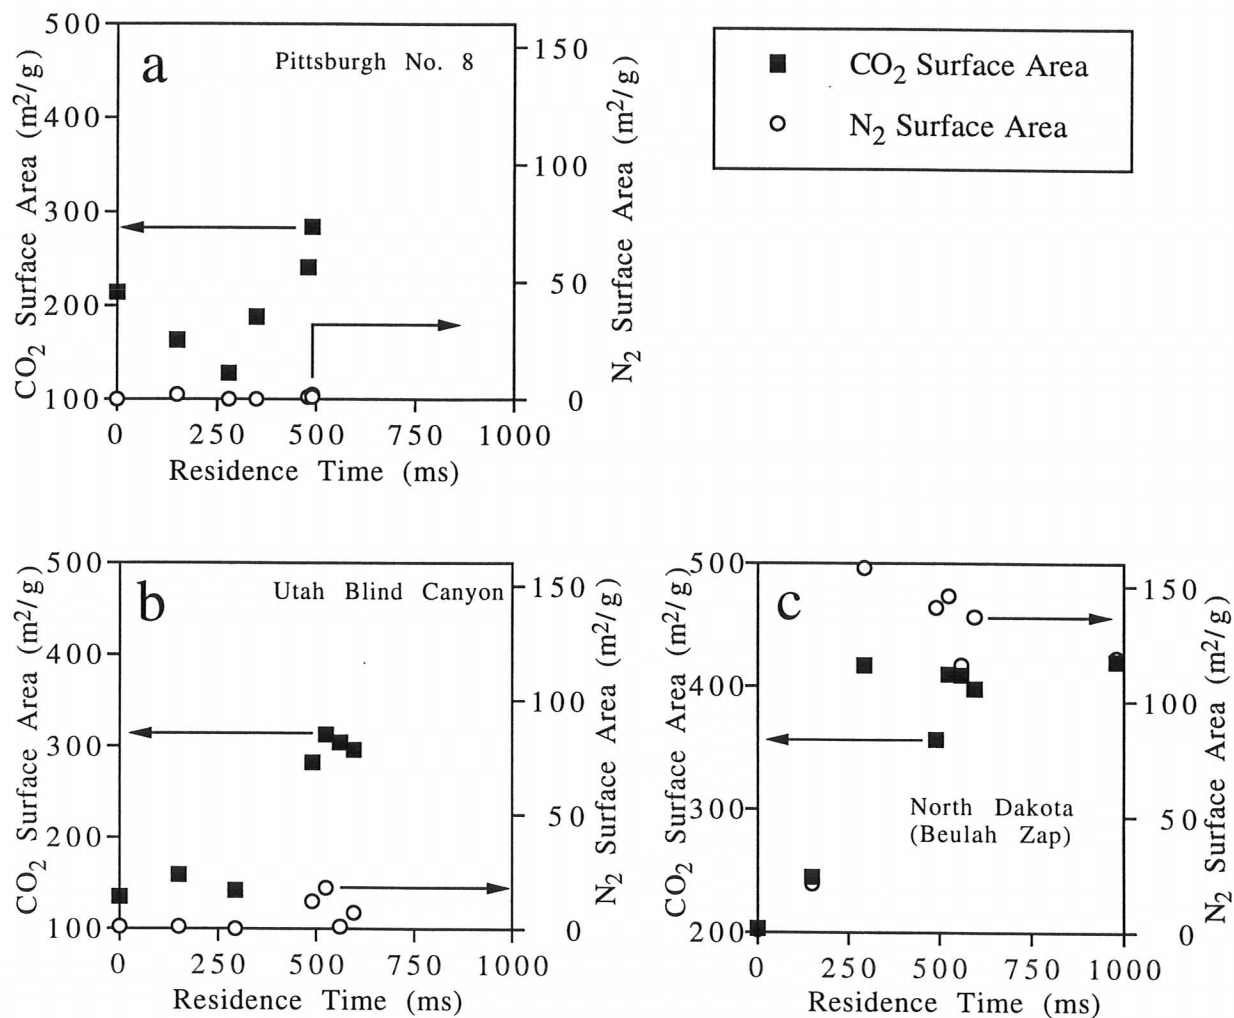 a
Pittsburgh No. 8
CO2 Surface Area (m²/g)
500
400
300
200
100
N2 Surface Area (m²/g)
150
100
50
0
0 250 500 750 1000
Residence Time (ms)
■ CO2 Surface Area
○ N2 Surface Area
b
Utah Blind Canyon
CO2 Surface Area (m²/g)
500
400
300
200
100
N2 Surface Area (m²/g)
150
100
50
0
0 250 500 750 1000
Residence Time (ms)
c
North Dakota
(Beulah Zap)
CO2 Surface Area (m²/g)
500
400
300
200
N2 Surface Area (m²/g)
150
100
50
0
0 250 500 750 1000
Residence Time (ms)